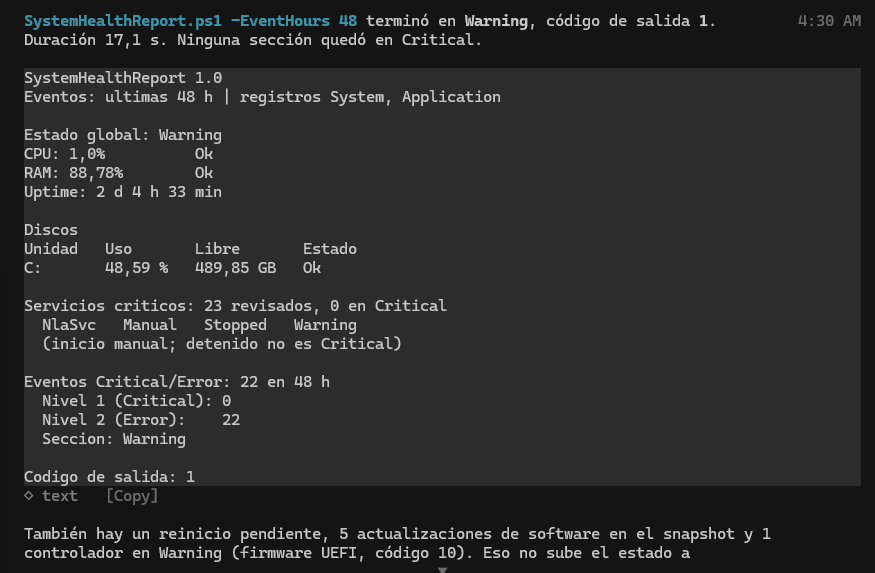 SystemHealthReport.ps1 -EventHours 48 terminó en Warning, código de salida 1. 4:30 AM
Duración 17,1 s. Ninguna sección quedó en Critical.
SystemHealthReport 1.0
Eventos: ultimas 48 h | registros System, Application
Estado global: Warning
CPU: 1,0% Ok
RAM: 88,78% Ok
Uptime: 2 d 4 h 33 min
Discos
Unidad Uso Libre Estado
C: 48,59 % 489,85 GB Ok
Servicios criticos: 23 revisados, 0 en Critical
NlaSvc Manual Stopped Warning
(inicio manual; detenido no es Critical)
Eventos Critical/Error: 22 en 48 h
Nivel 1 (Critical): 0
Nivel 2 (Error): 22
Seccion: Warning
Codigo de salida: 1
◇ text [Copy]
También hay un reinicio pendiente, 5 actualizaciones de software en el snapshot y 1
controlador en Warning (firmware UEFI, código 10). Eso no sube el estado a